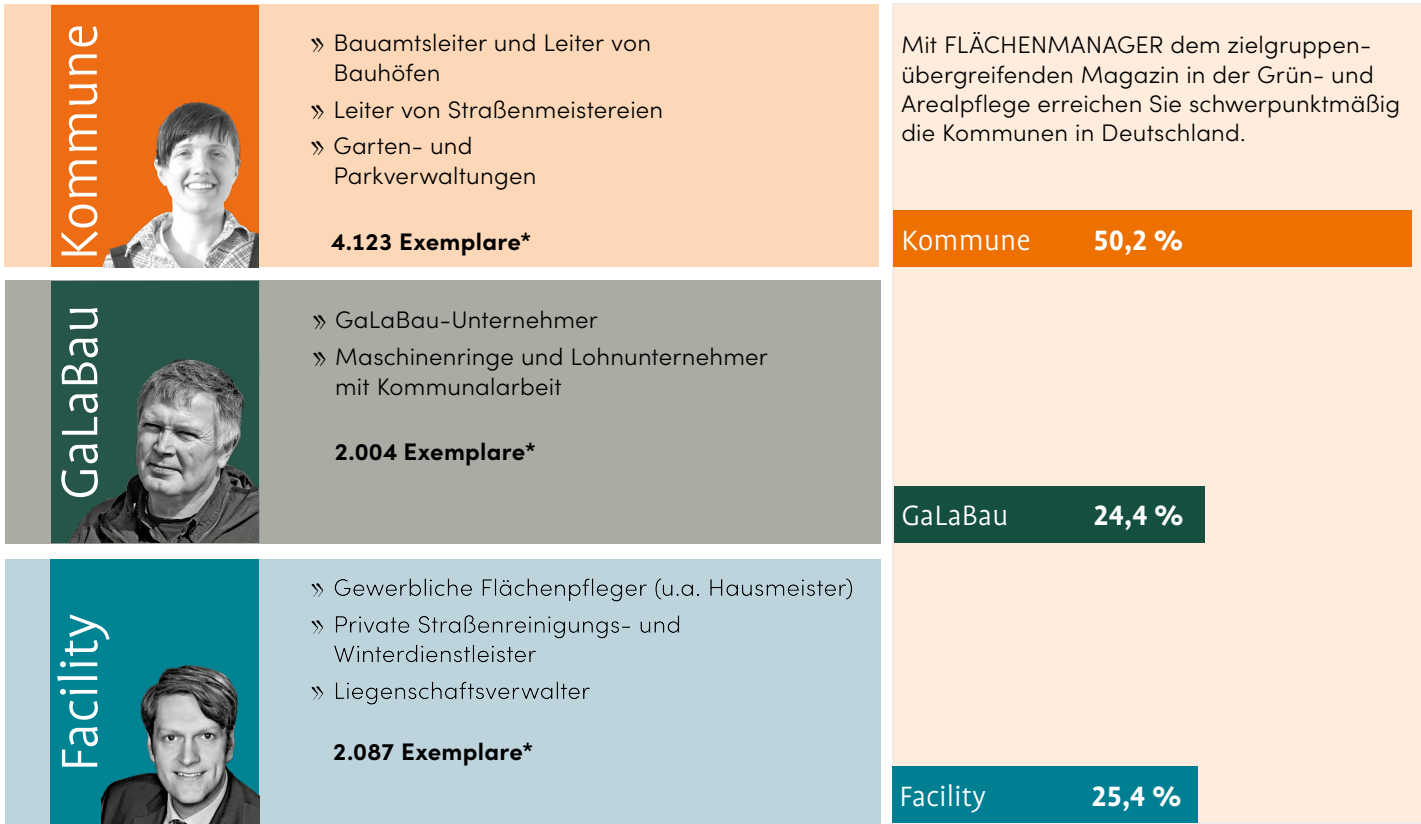 Kommune
» Bauamtsleiter und Leiter von
Bauhöfen
» Leiter von Straßenmeistereien
» Garten- und
Parkverwaltungen
4.123 Exemplare*
GaLaBau
» GaLaBau-Unternehmer
» Maschinenringe und Lohnunternehmer
mit Kommunalarbeit
2.004 Exemplare*
Facility
» Gewerbliche Flächenpfleger (u.a. Hausmeister)
» Private Straßenreinigungs- und
Winterdienstleister
» Liegenschaftsverwalter
2.087 Exemplare*
Mit FLÄCHENMANAGER dem zielgruppen-
übergreifenden Magazin in der Grün- und
Arealpflege erreichen Sie schwerpunktmäßig
die Kommunen in Deutschland.
Kommune 50,2 %
GaLaBau 24,4 %
Facility 25,4 %